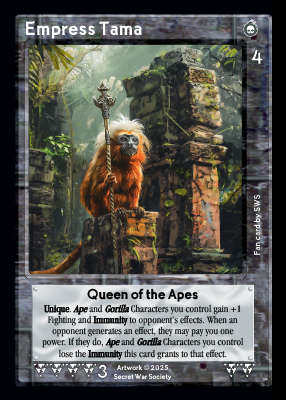 Empress Tama
4
Fan card by SWS
Queen of the Apes
Unique. Ape and Gorilla Characters you control gain +1
Fighting and Immunity to opponent's effects. When an
opponent generates an effect, they may pay you one
power. If they do, Ape and Gorilla Characters you control
lose the Immunity this card grants to that effect.
3
Artwork © 2025
Secret War Society